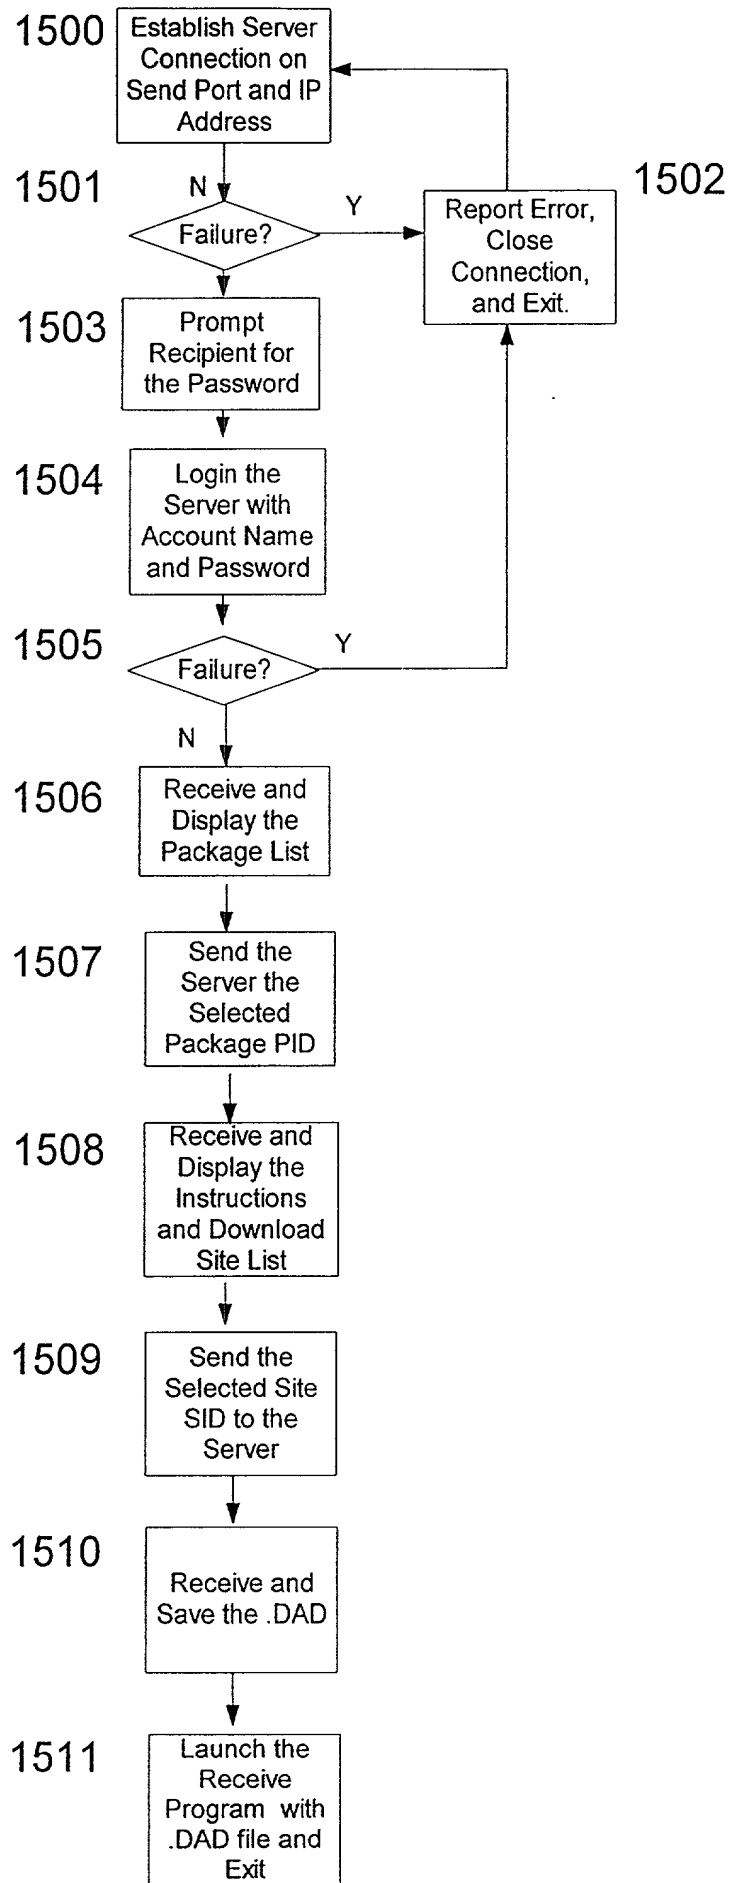 1500
Establish Server
Connection on
Send Port and IP
Address
1501
N
Failure?
Y
1502
Report Error,
Close
Connection,
and Exit.
1503
Prompt
Recipient for
the Password
1504
Login the
Server with
Account Name
and Password
1505
Failure?
Y
N
1506
Receive and
Display the
Package List
1507
Send the
Server the
Selected
Package PID
1508
Receive and
Display the
Instructions
and Download
Site List
1509
Send the
Selected Site
SID to the
Server
1510
Receive and
Save the .DAD
1511
Launch the
Receive
Program with
.DAD file and
Exit